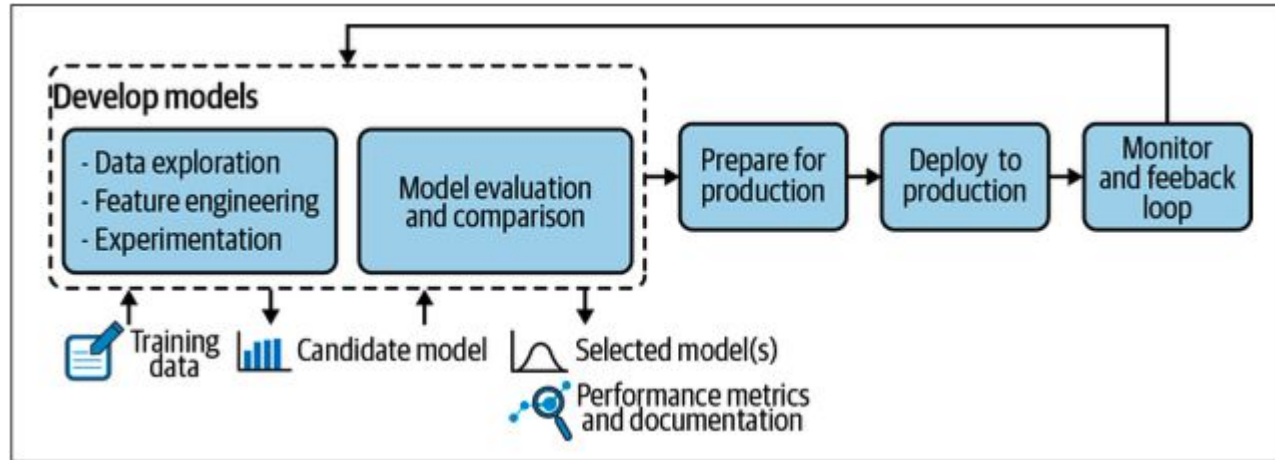 Develop models
- Data exploration
- Feature engineering
- Experimentation
Model evaluation
and comparison
Prepare for
production
Deploy to
production
Monitor
and feeback
loop
Training
data
Candidate model
Selected model(s)
Performance metrics
and documentation